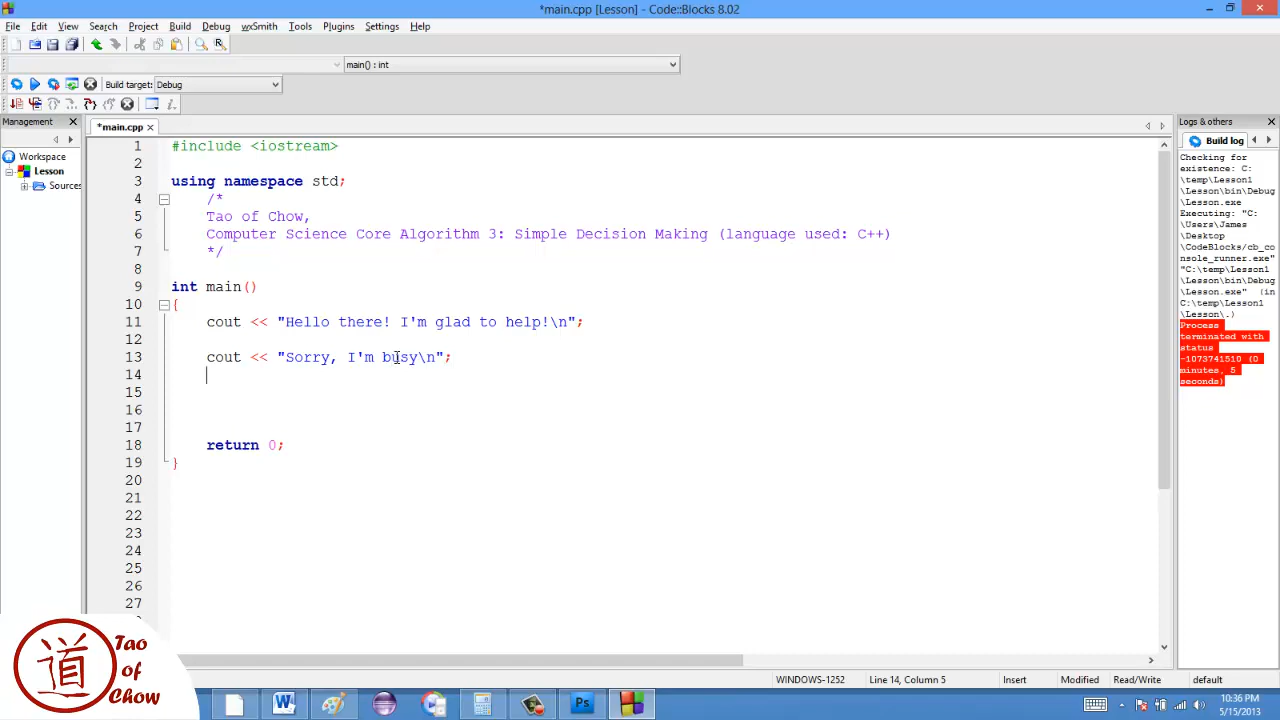 *main.cpp [Lesson] - Code::Blocks 8.02
File Edit View Search Project Build Debug wxSmith Tools Plugins Settings Help
main() : int
Build target: Debug
Management
*main.cpp
Logs & others
Workspace
Lesson
Sources
Build log
1 #include <iostream>
2
3 using namespace std;
4 /*
5 Tao of Chow,
6 Computer Science Core Algorithm 3: Simple Decision Making (language used: C++)
7 */
8
9 int main()
10 {
11 cout << "Hello there! I'm glad to help!\n";
12
13 cout << "Sorry, I'm busy\n";
14
15
16
17
18 return 0;
19 }
20
21
22
23
24
25
26
27
Checking for
existence: C:
\temp\Lesson1
\Lesson\bin\Debug
\Lesson.exe
Executing: "C:
\Users\James
\Desktop
\CodeBlocks/cb_co
nsole_runner.exe"
"C:\temp\Lesson1
\Lesson\bin\Debug
\Lesson.exe" (in
C:\temp\Lesson1
\Lesson\.)
Process
terminated with
status
-1073741510 (0
minutes, 5
seconds)
道
Tao
of
Chow
WINDOWS-1252 Line 14, Column 5 Insert Modified Read/Write default
W
Ps
10:36 PM
5/15/2013